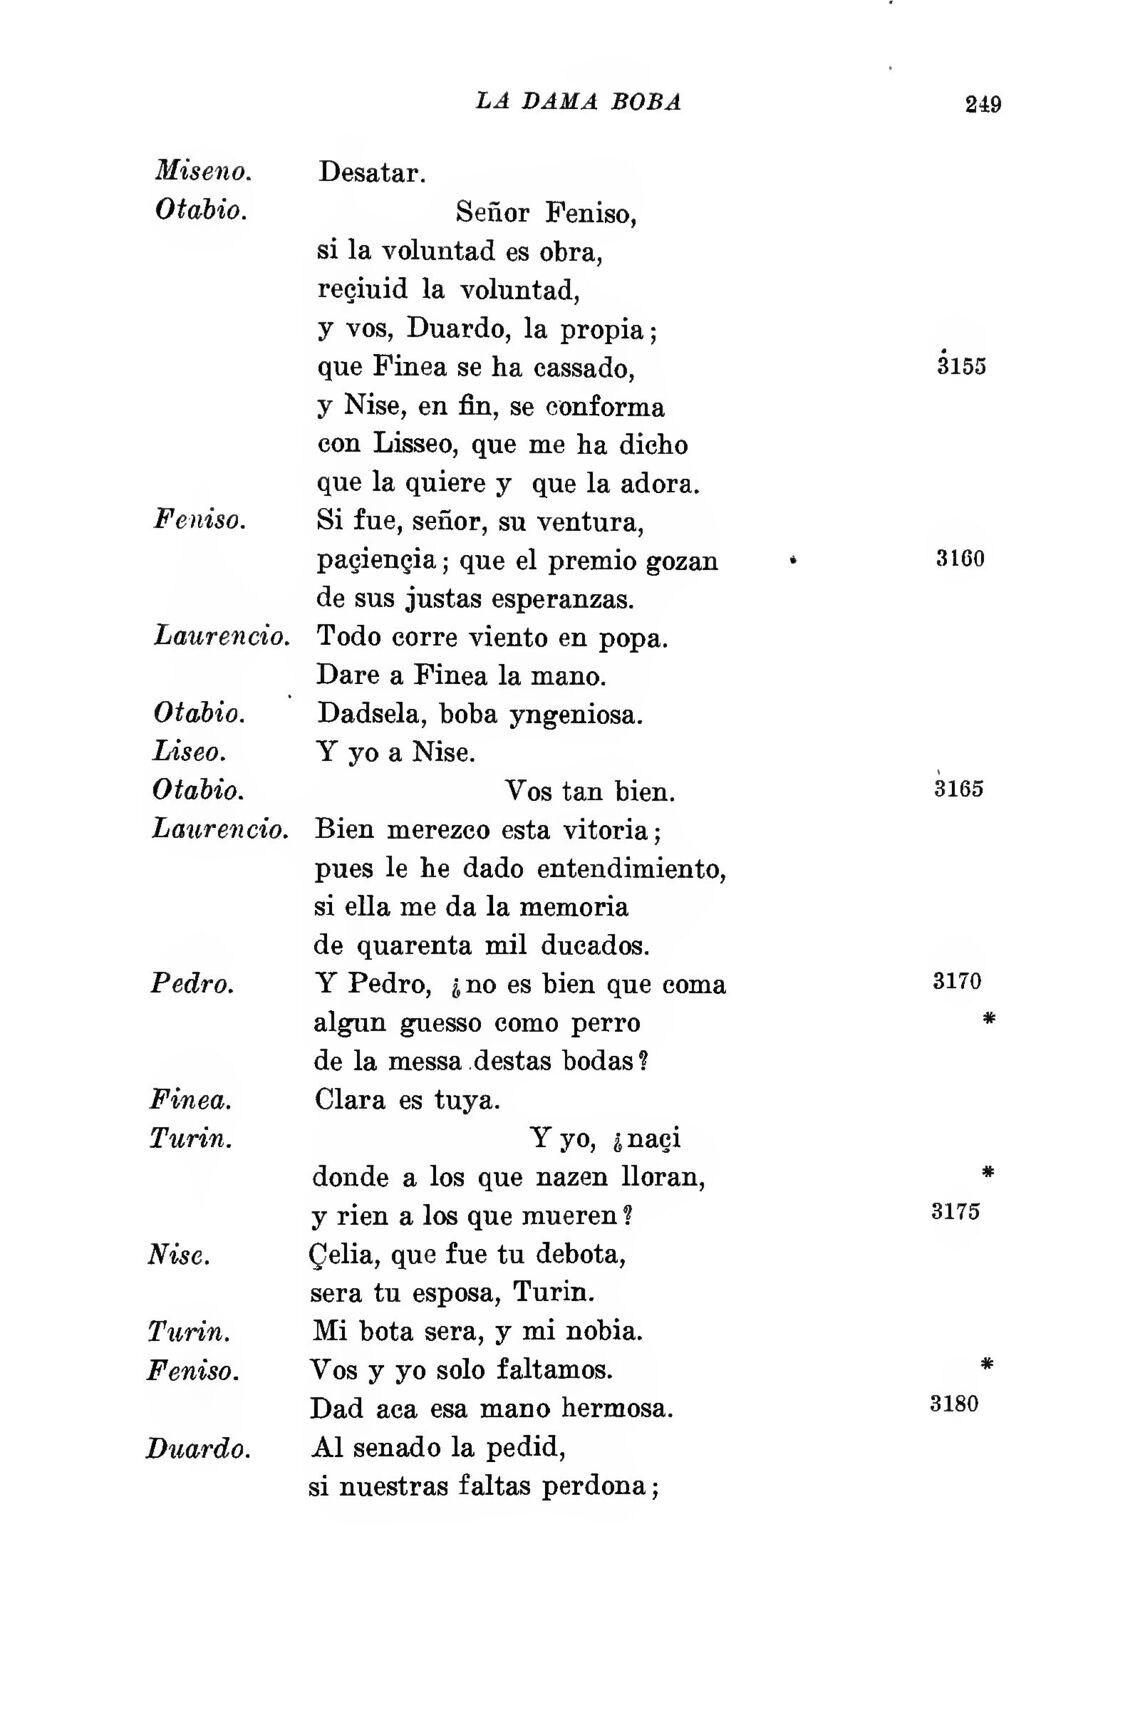 LA DAMA BOBA 249
Miseno. Desatar.
Otabio. Señor Feniso,
si la voluntad es obra,
reçiuid la voluntad,
y vos, Duardo, la propia;
que Finea se ha cassado, 3155
y Nise, en fin, se conforma
con Lisseo, que me ha dicho
que la quiere y que la adora.
Feniso. Si fue, señor, su ventura,
paçiençia; que el premio gozan 3160
de sus justas esperanzas.
Laurencio. Todo corre viento en popa.
Dare a Finea la mano.
Otabio. Dadsela, boba yngeniosa.
Liseo. Y yo a Nise.
Otabio. Vos tan bien. 3165
Laurencio. Bien merezco esta vitoria;
pues le he dado entendimiento,
si ella me da la memoria
de quarenta mil ducados.
Pedro. Y Pedro, ¿no es bien que coma 3170
algun guesso como perro *
de la messa destas bodas?
Finea. Clara es tuya.
Turin. Y yo, ¿naçi
donde a los que nazen lloran, *
y rien a los que mueren? 3175
Nise. Çelia, que fue tu debota,
sera tu esposa, Turin.
Turin. Mi bota sera, y mi nobia.
Feniso. Vos y yo solo faltamos. *
Dad aca esa mano hermosa. 3180
Duardo. Al senado la pedid,
si nuestras faltas perdona;